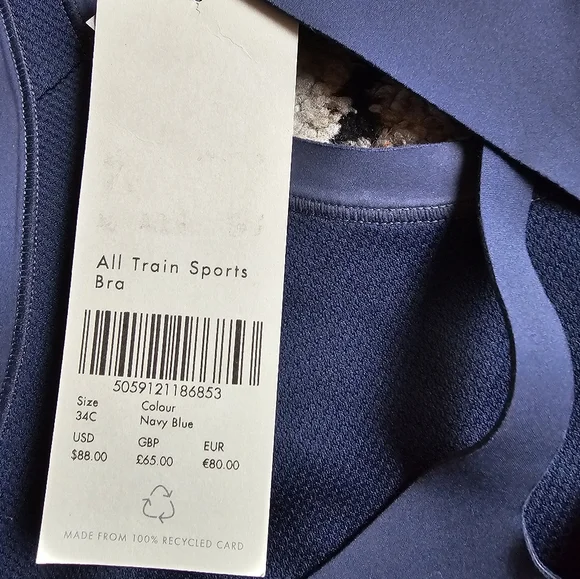 All Train Sports
Bra
5059121186853
Size Colour
34C Navy Blue
USD GBP EUR
$88.00 £65.00 €80.00
MADE FROM 100% RECYCLED CARD